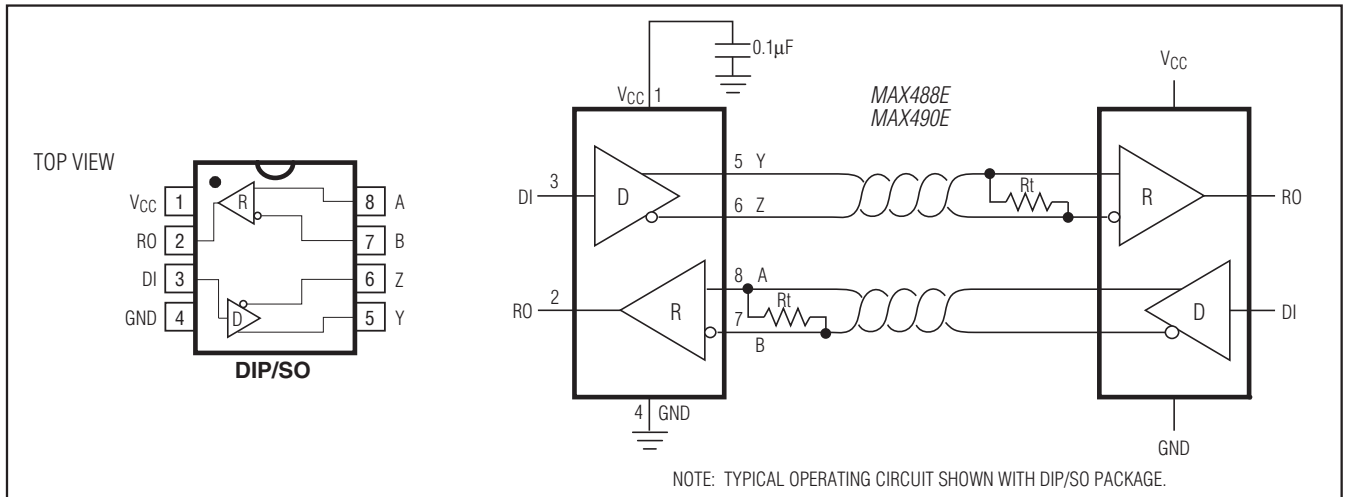 TOP VIEW
VCC 1
RO 2
DI 3
GND 4
8 A
7 B
6 Z
5 Y
R
D
DIP/SO
0.1μF
VCC 1
MAX488E
MAX490E
VCC
DI 3
D
5 Y
6 Z
Rt
R
RO
RO 2
R
8 A
7
B
Rt
D
DI
4 GND
GND
NOTE: TYPICAL OPERATING CIRCUIT SHOWN WITH DIP/SO PACKAGE.